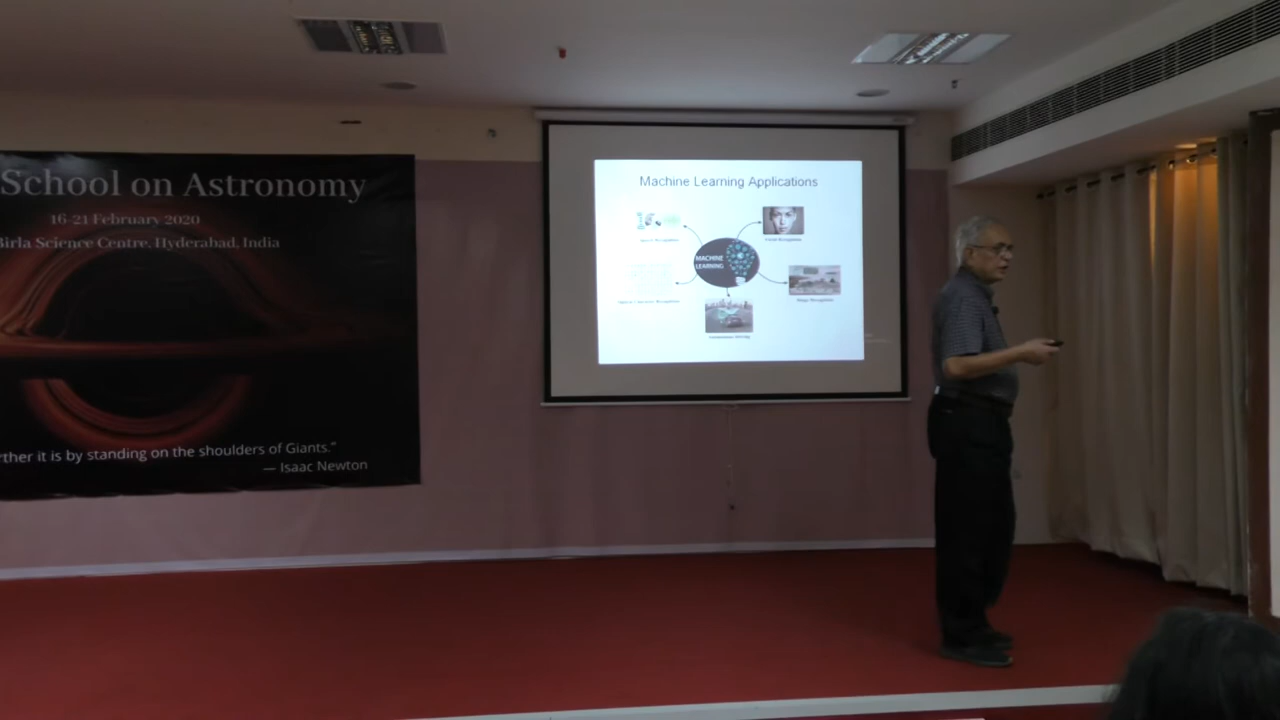 School on Astronomy
16-21 February 2020
Birla Science Centre, Hyderabad, India
rther it is by standing on the shoulders of Giants."
— Isaac Newton
Machine Learning Applications
MACHINE
LEARNING